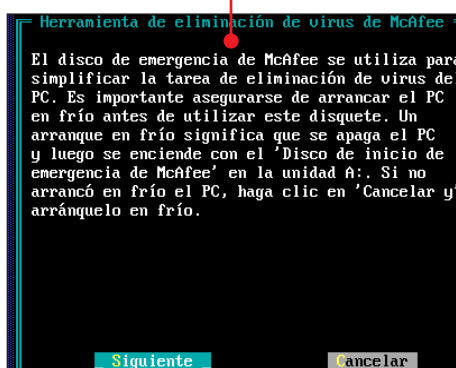 Herramienta de eliminación de virus de McAfee
El disco de emergencia de McAfee se utiliza para
simplificar la tarea de eliminación de virus del
PC. Es importante asegurarse de arrancar el PC
en frío antes de utilizar este disquete. Un
arranque en frío significa que se apaga el PC
y luego se enciende con el 'Disco de inicio de
emergencia de McAfee' en la unidad A:. Si no
arrancó en frío el PC, haga clic en 'Cancelar y'
arránquelo en frío.
Siguiente
Cancelar